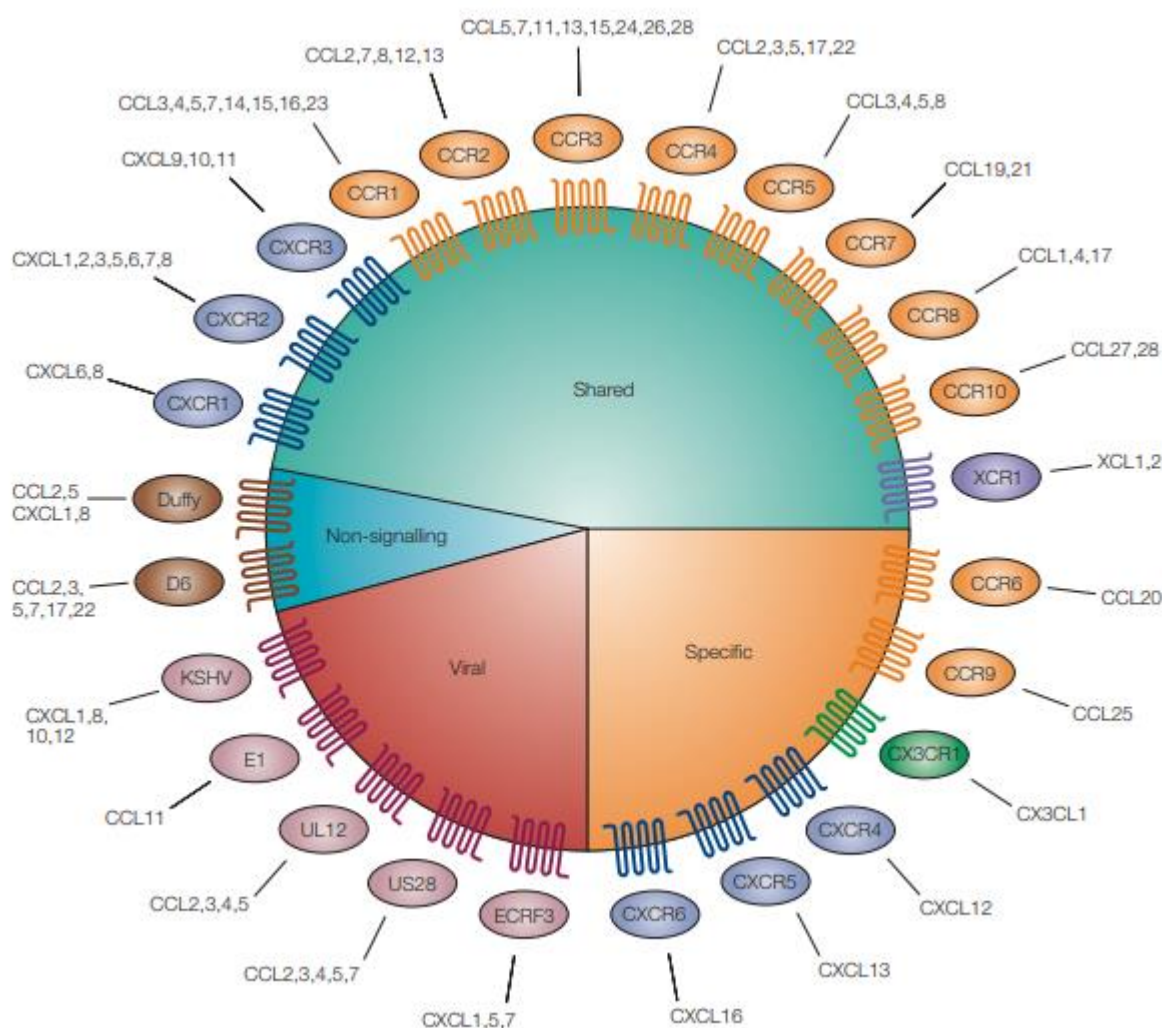 CCL5,7,11,13,15,24,26,28
CCL2,3,5,17,22
CCL2,7,8,12,13
CCL3,4,5,8
CCL3,4,5,7,14,15,16,23
CCR3
CCR2
CCR4
CXCL9,10,11
CCR1
CCR5
CCL19,21
CXCR3
CCR7
CXCL1,2,3,5,6,7,8
CCL1,4,17
CXCR2
CCR8
CXCL6,8
CCL27,28
CXCR1
Shared
CCR10
XCL1,2
XCR1
CCL2,5
CXCL1,8
Duffy
Non-signalling
CCL2,3,
5,7,17,22
D6
CCR6
CCL20
Viral
Specific
KSHV
CCR9
CXCL1,8,
10,12
CCL25
E1
CX3CR1
CCL11
CX3CL1
UL12
CXCR4
CCL2,3,4,5
US28
CXCR5
CXCL12
ECRF3
CXCR6
CCL2,3,4,5,7
CXCL13
CXCL1,5,7
CXCL16